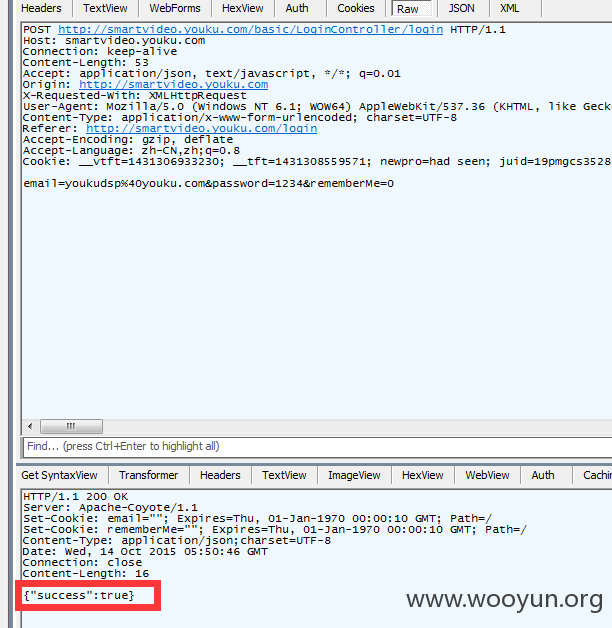 Headers TextView WebForms HexView Auth Cookies Raw JSON XML
POST http://smartvideo.youku.com/basic/LoginController/login HTTP/1.1
Host: smartvideo.youku.com
Connection: keep-alive
Content-Length: 53
Accept: application/json, text/javascript, */*; q=0.01
Origin: http://smartvideo.youku.com
X-Requested-With: XMLHttpRequest
User-Agent: Mozilla/5.0 (Windows NT 6.1; WOW64) AppleWebKit/537.36 (KHTML, like Geck
Content-Type: application/x-www-form-urlencoded; charset=UTF-8
Referer: http://smartvideo.youku.com/login
Accept-Encoding: gzip, deflate
Accept-Language: zh-CN,zh;q=0.8
Cookie: __vtft=1431306933230; __tft=1431308559571; newpro=had seen; juid=19pmgcs3528
email=youkudsp%40youku.com&password=1234&rememberMe=0
Find... (press Ctrl+Enter to highlight all)
Get SyntaxView Transformer Headers TextView ImageView HexView WebView Auth Cachin
HTTP/1.1 200 OK
Server: Apache-Coyote/1.1
Set-Cookie: email=""; Expires=Thu, 01-Jan-1970 00:00:10 GMT; Path=/
Set-Cookie: rememberMe=""; Expires=Thu, 01-Jan-1970 00:00:10 GMT; Path=/
Content-Type: application/json;charset=UTF-8
Date: Wed, 14 Oct 2015 05:50:46 GMT
Connection: close
Content-Length: 16
{"success":true}
www.wooyun.org